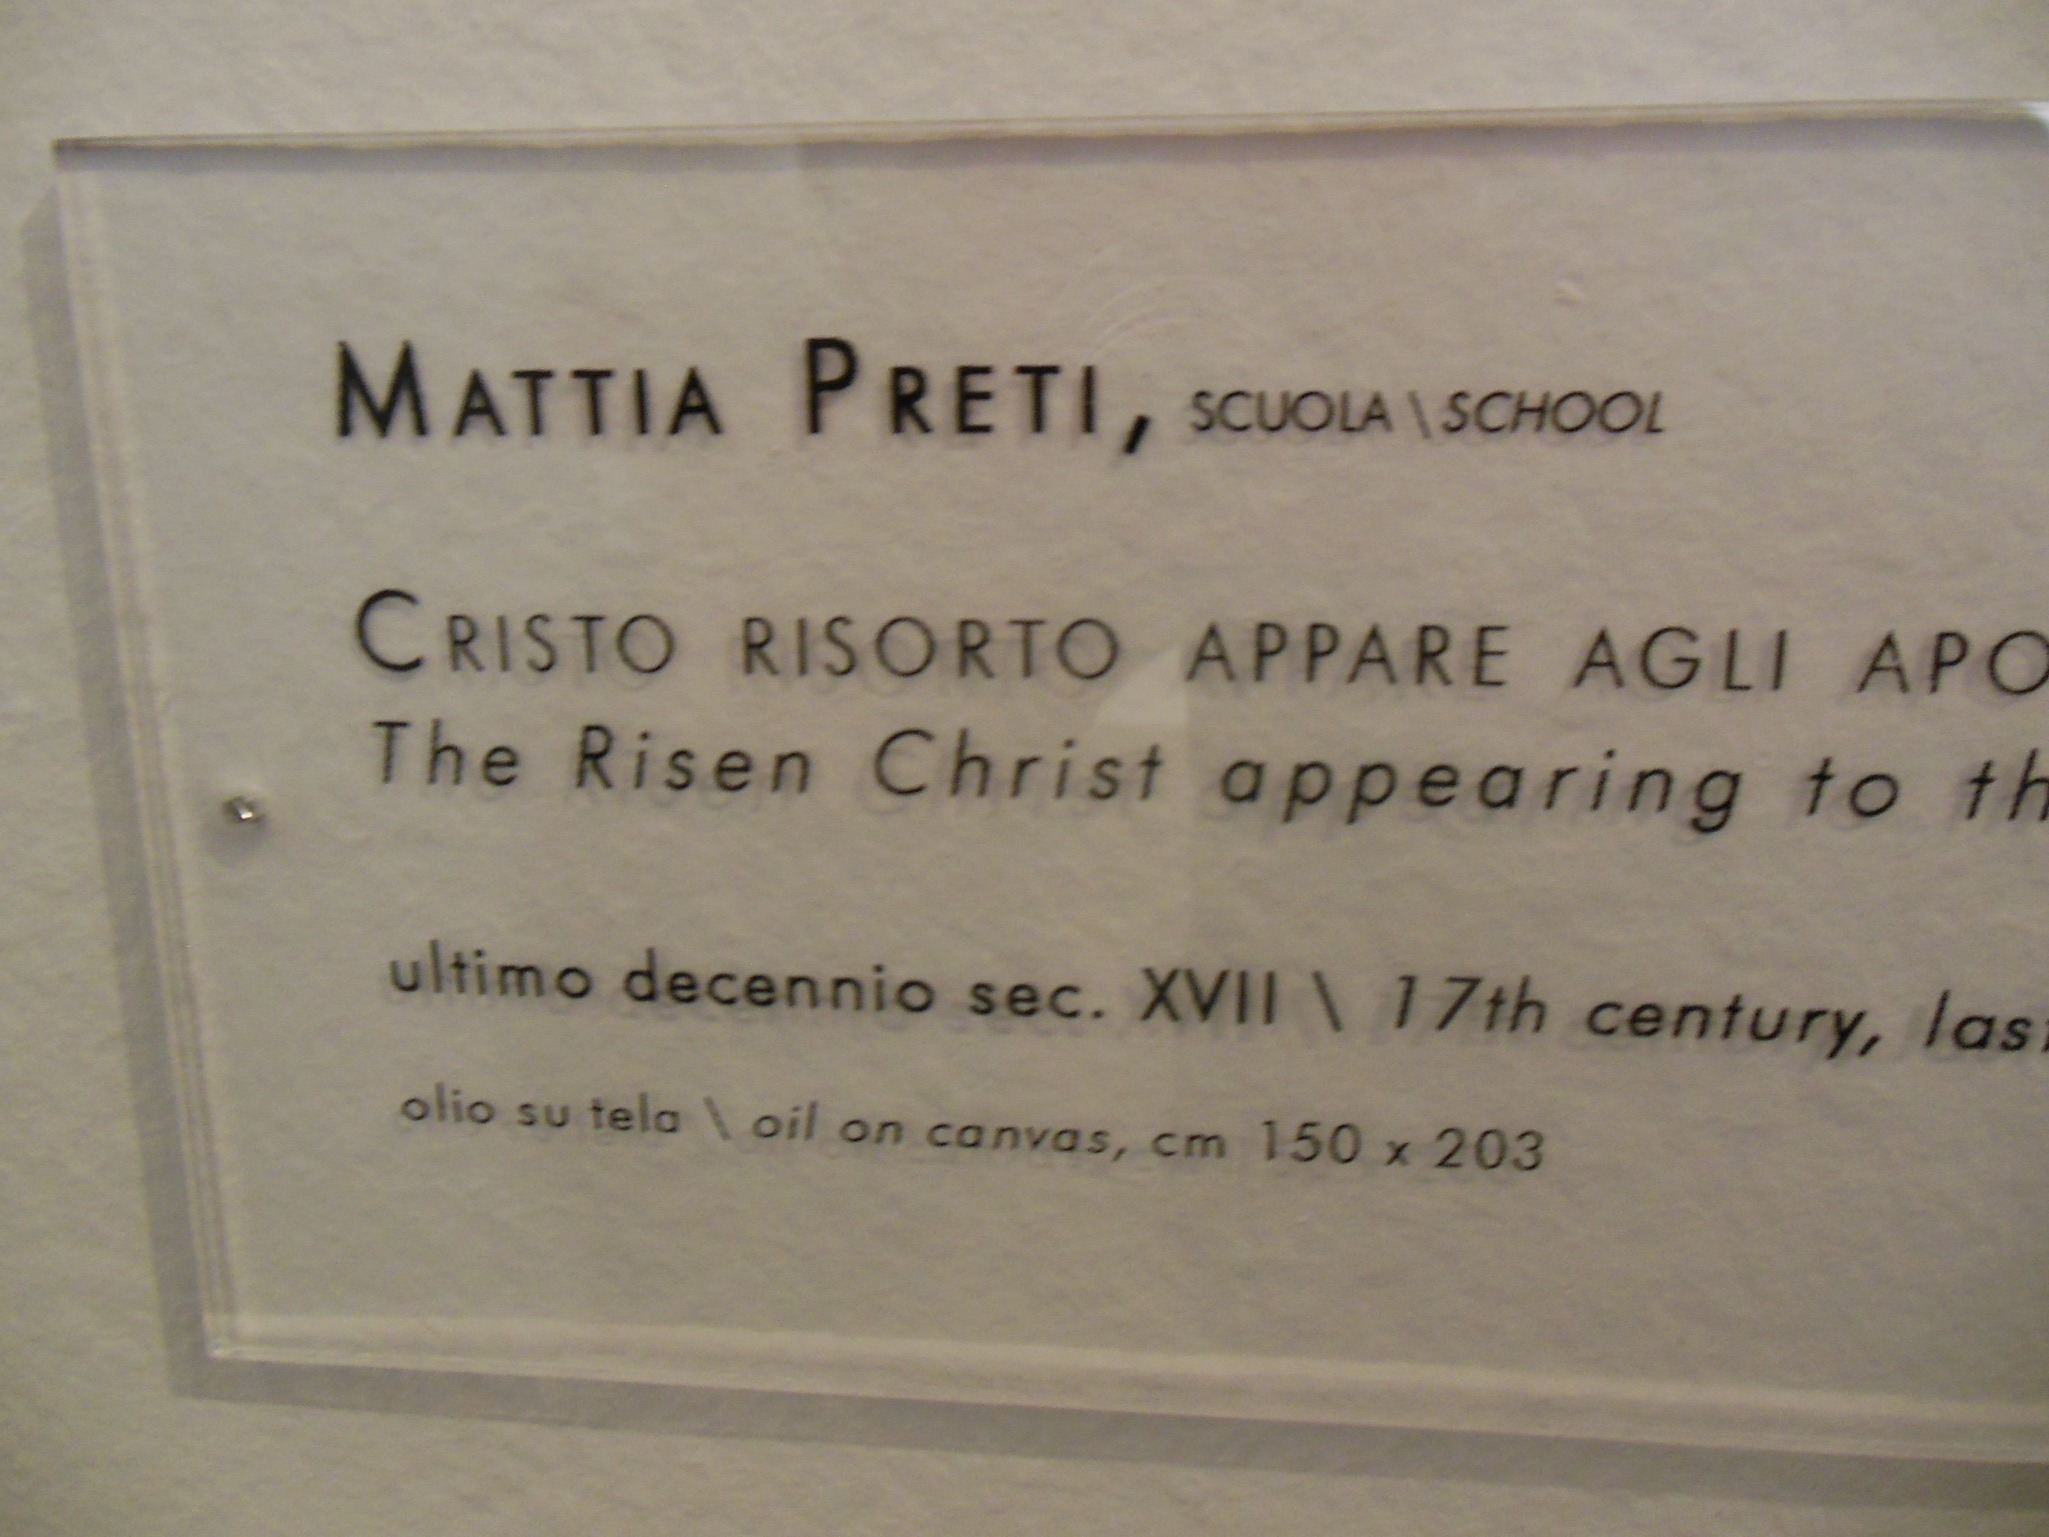 MATTIA PRETI, SCUOLA \ SCHOOL
CRISTO RISORTO APPARE AGLI APO
The Risen Christ appearing to th
ultimo decennio sec. XVII \ 17th century, last
olio su tela \ oil on canvas, cm 150 x 203